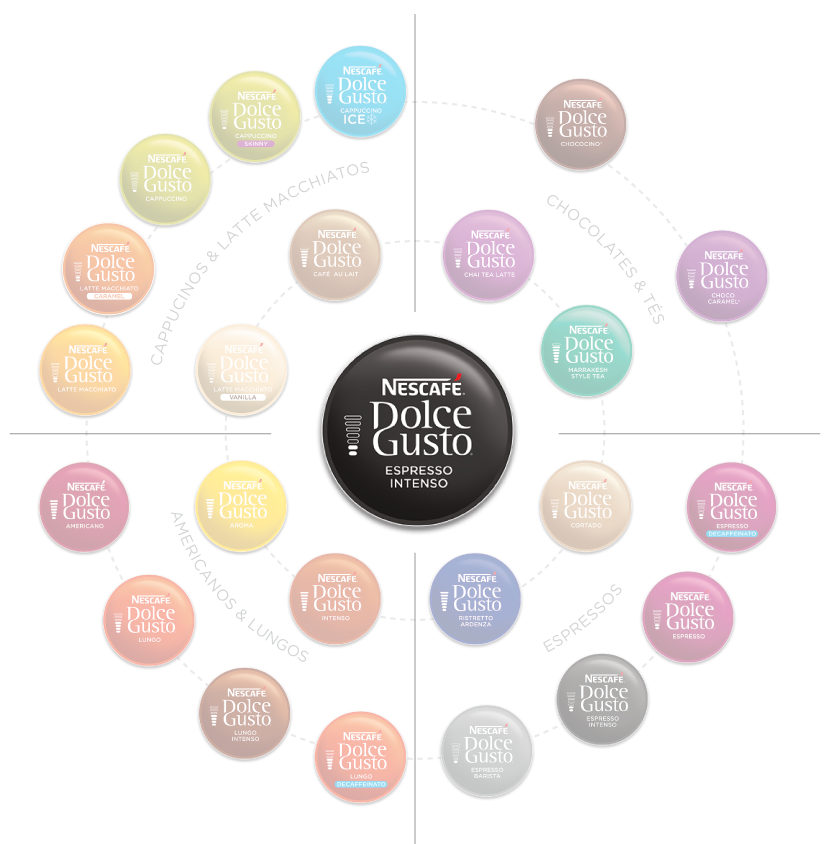 NESCAFÉ
Dolce
Gusto
CAPPUCCINO
ICE
NESCAFÉ
Dolce
Gusto
CAPPUCCINO
SKINNY
NESCAFÉ
Dolce
Gusto
CAPPUCCINO
NESCAFÉ
Dolce
Gusto
LATTE MACCHIATO
CARAMEL
NESCAFÉ
Dolce
Gusto
LATTE MACCHIATO
CAPPUCINOS & LATTE MACCHIATOS
NESCAFÉ
Dolce
Gusto
CAFÉ AU LAIT
NESCAFÉ
Dolce
Gusto
LATTE MACCHIATO
VANILLA
NESCAFÉ
Dolce
Gusto
CHOCOCINO
NESCAFÉ
Dolce
Gusto
CHOCO
CARAMEL
CHOCOLATES & TÉS
NESCAFÉ
Dolce
Gusto
CHAI TEA LATTE
NESCAFÉ
Dolce
Gusto
MARRAKESH
STYLE TEA
NESCAFÉ
Dolce
Gusto
ESPRESSO
INTENSO
NESCAFÉ
Dolce
Gusto
AMERICANO
NESCAFÉ
Dolce
Gusto
AROMA
AMERICANOS & LUNGOS
NESCAFÉ
Dolce
Gusto
INTENSO
NESCAFÉ
Dolce
Gusto
LUNGO
NESCAFÉ
Dolce
Gusto
LUNGO
INTENSO
NESCAFÉ
Dolce
Gusto
LUNGO
DECAFFEINATO
NESCAFÉ
Dolce
Gusto
CORTADO
NESCAFÉ
Dolce
Gusto
ESPRESSO
DECAFFEINATO
NESCAFÉ
Dolce
Gusto
RISTRETTO
ARDENZA
ESPRESSOS
NESCAFÉ
Dolce
Gusto
ESPRESSO
NESCAFÉ
Dolce
Gusto
ESPRESSO
INTENSO
NESCAFÉ
Dolce
Gusto
ESPRESSO
BARISTA